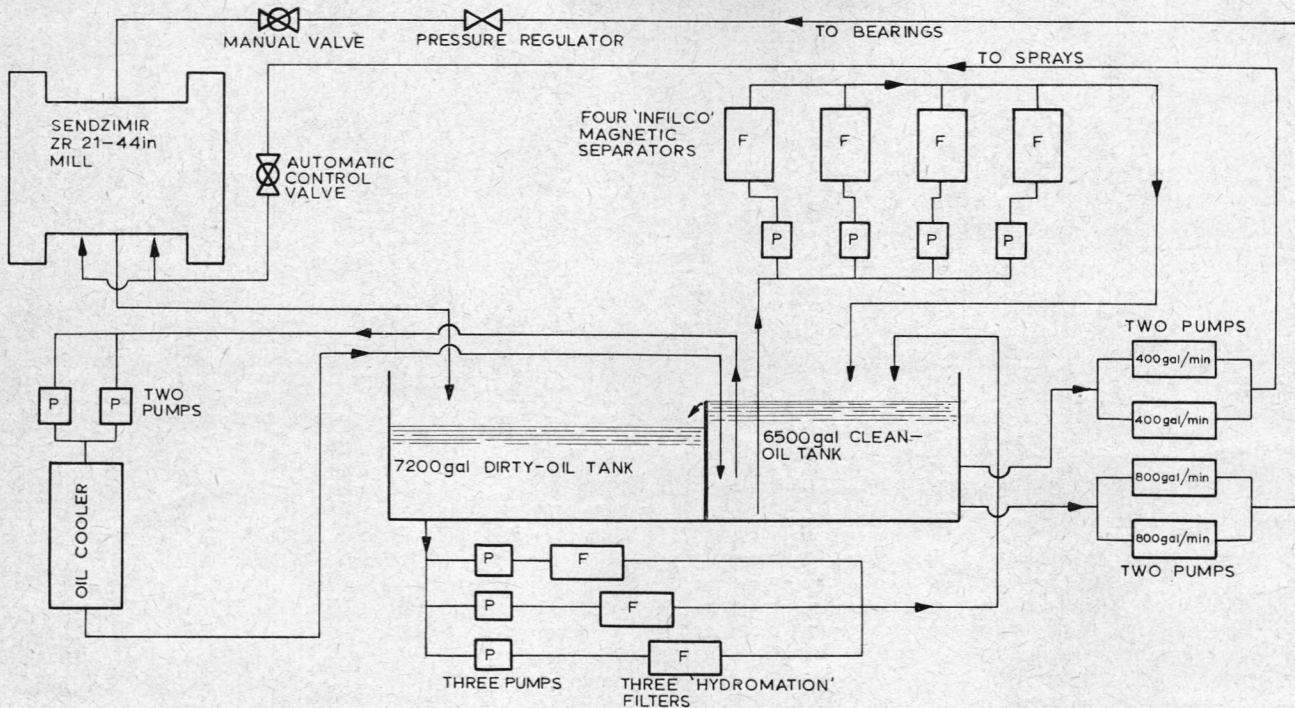 MANUAL VALVE
PRESSURE REGULATOR
TO BEARINGS
TO SPRAYS
SENDZIMIR
ZR 21-44in
MILL
AUTOMATIC
CONTROL
VALVE
FOUR 'INFILCO'
MAGNETIC
SEPARATORS
F
F
F
F
P
P
P
P
TWO PUMPS
400gal/min
400gal/min
800gal/min
800gal/min
TWO PUMPS
P
P
TWO
PUMPS
OIL COOLER
7200gal DIRTY-OIL TANK
6500gal CLEAN-
OIL TANK
P
F
P
F
P
F
THREE PUMPS
THREE 'HYDROMATION'
FILTERS